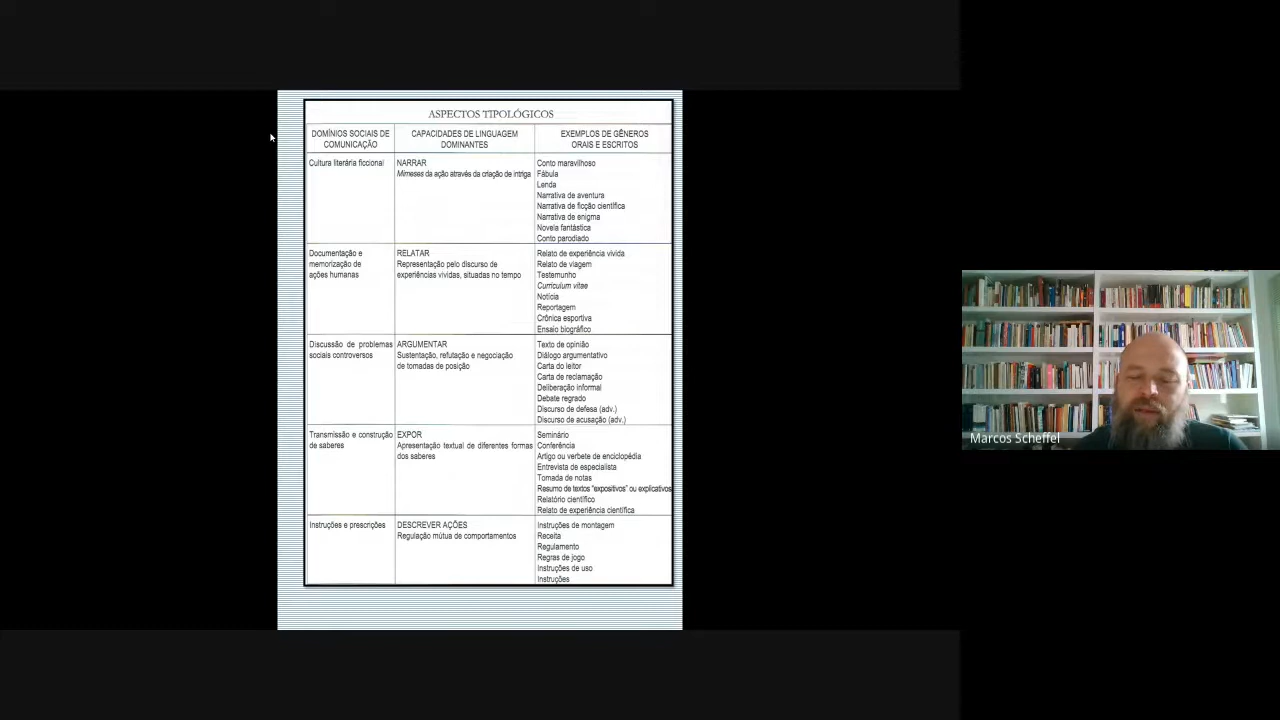 ASPECTOS TIPOLÓGICOS
DOMÍNIOS SOCIAIS DE
COMUNICAÇÃO
CAPACIDADES DE LINGUAGEM
DOMINANTES
EXEMPLOS DE GÊNEROS
ORAIS E ESCRITOS
Cultura literária ficcional
NARRAR
Mimeses da ação através da criação de intriga
Conto maravilhoso
Fábula
Lenda
Narrativa de aventura
Narrativa de ficção científica
Narrativa de enigma
Novela fantástica
Conto parodiado
Documentação e
memorização de
ações humanas
RELATAR
Representação pelo discurso de
experiências vividas, situadas no tempo
Relato de experiência vivida
Relato de viagem
Testemunho
Curriculum vitae
Notícia
Reportagem
Crônica esportiva
Ensaio biográfico
Discussão de problemas
sociais controversos
ARGUMENTAR
Sustentação, refutação e negociação
de tomadas de posição
Texto de opinião
Diálogo argumentativo
Carta do leitor
Carta de reclamação
Deliberação informal
Debate regrado
Discurso de defesa (adv.)
Discurso de acusação (adv.)
Transmissão e construção
de saberes
EXPOR
Apresentação textual de diferentes formas
dos saberes
Seminário
Conferência
Artigo ou verbete de enciclopédia
Entrevista de especialista
Tomada de notas
Resumo de textos "expositivos" ou explicativos
Relatório científico
Relato de experiência científica
Instruções e prescrições
DESCREVER AÇÕES
Regulação mútua de comportamentos
Instruções de montagem
Receita
Regulamento
Regras de jogo
Instruções de uso
Instruções
Marcos Scheffel